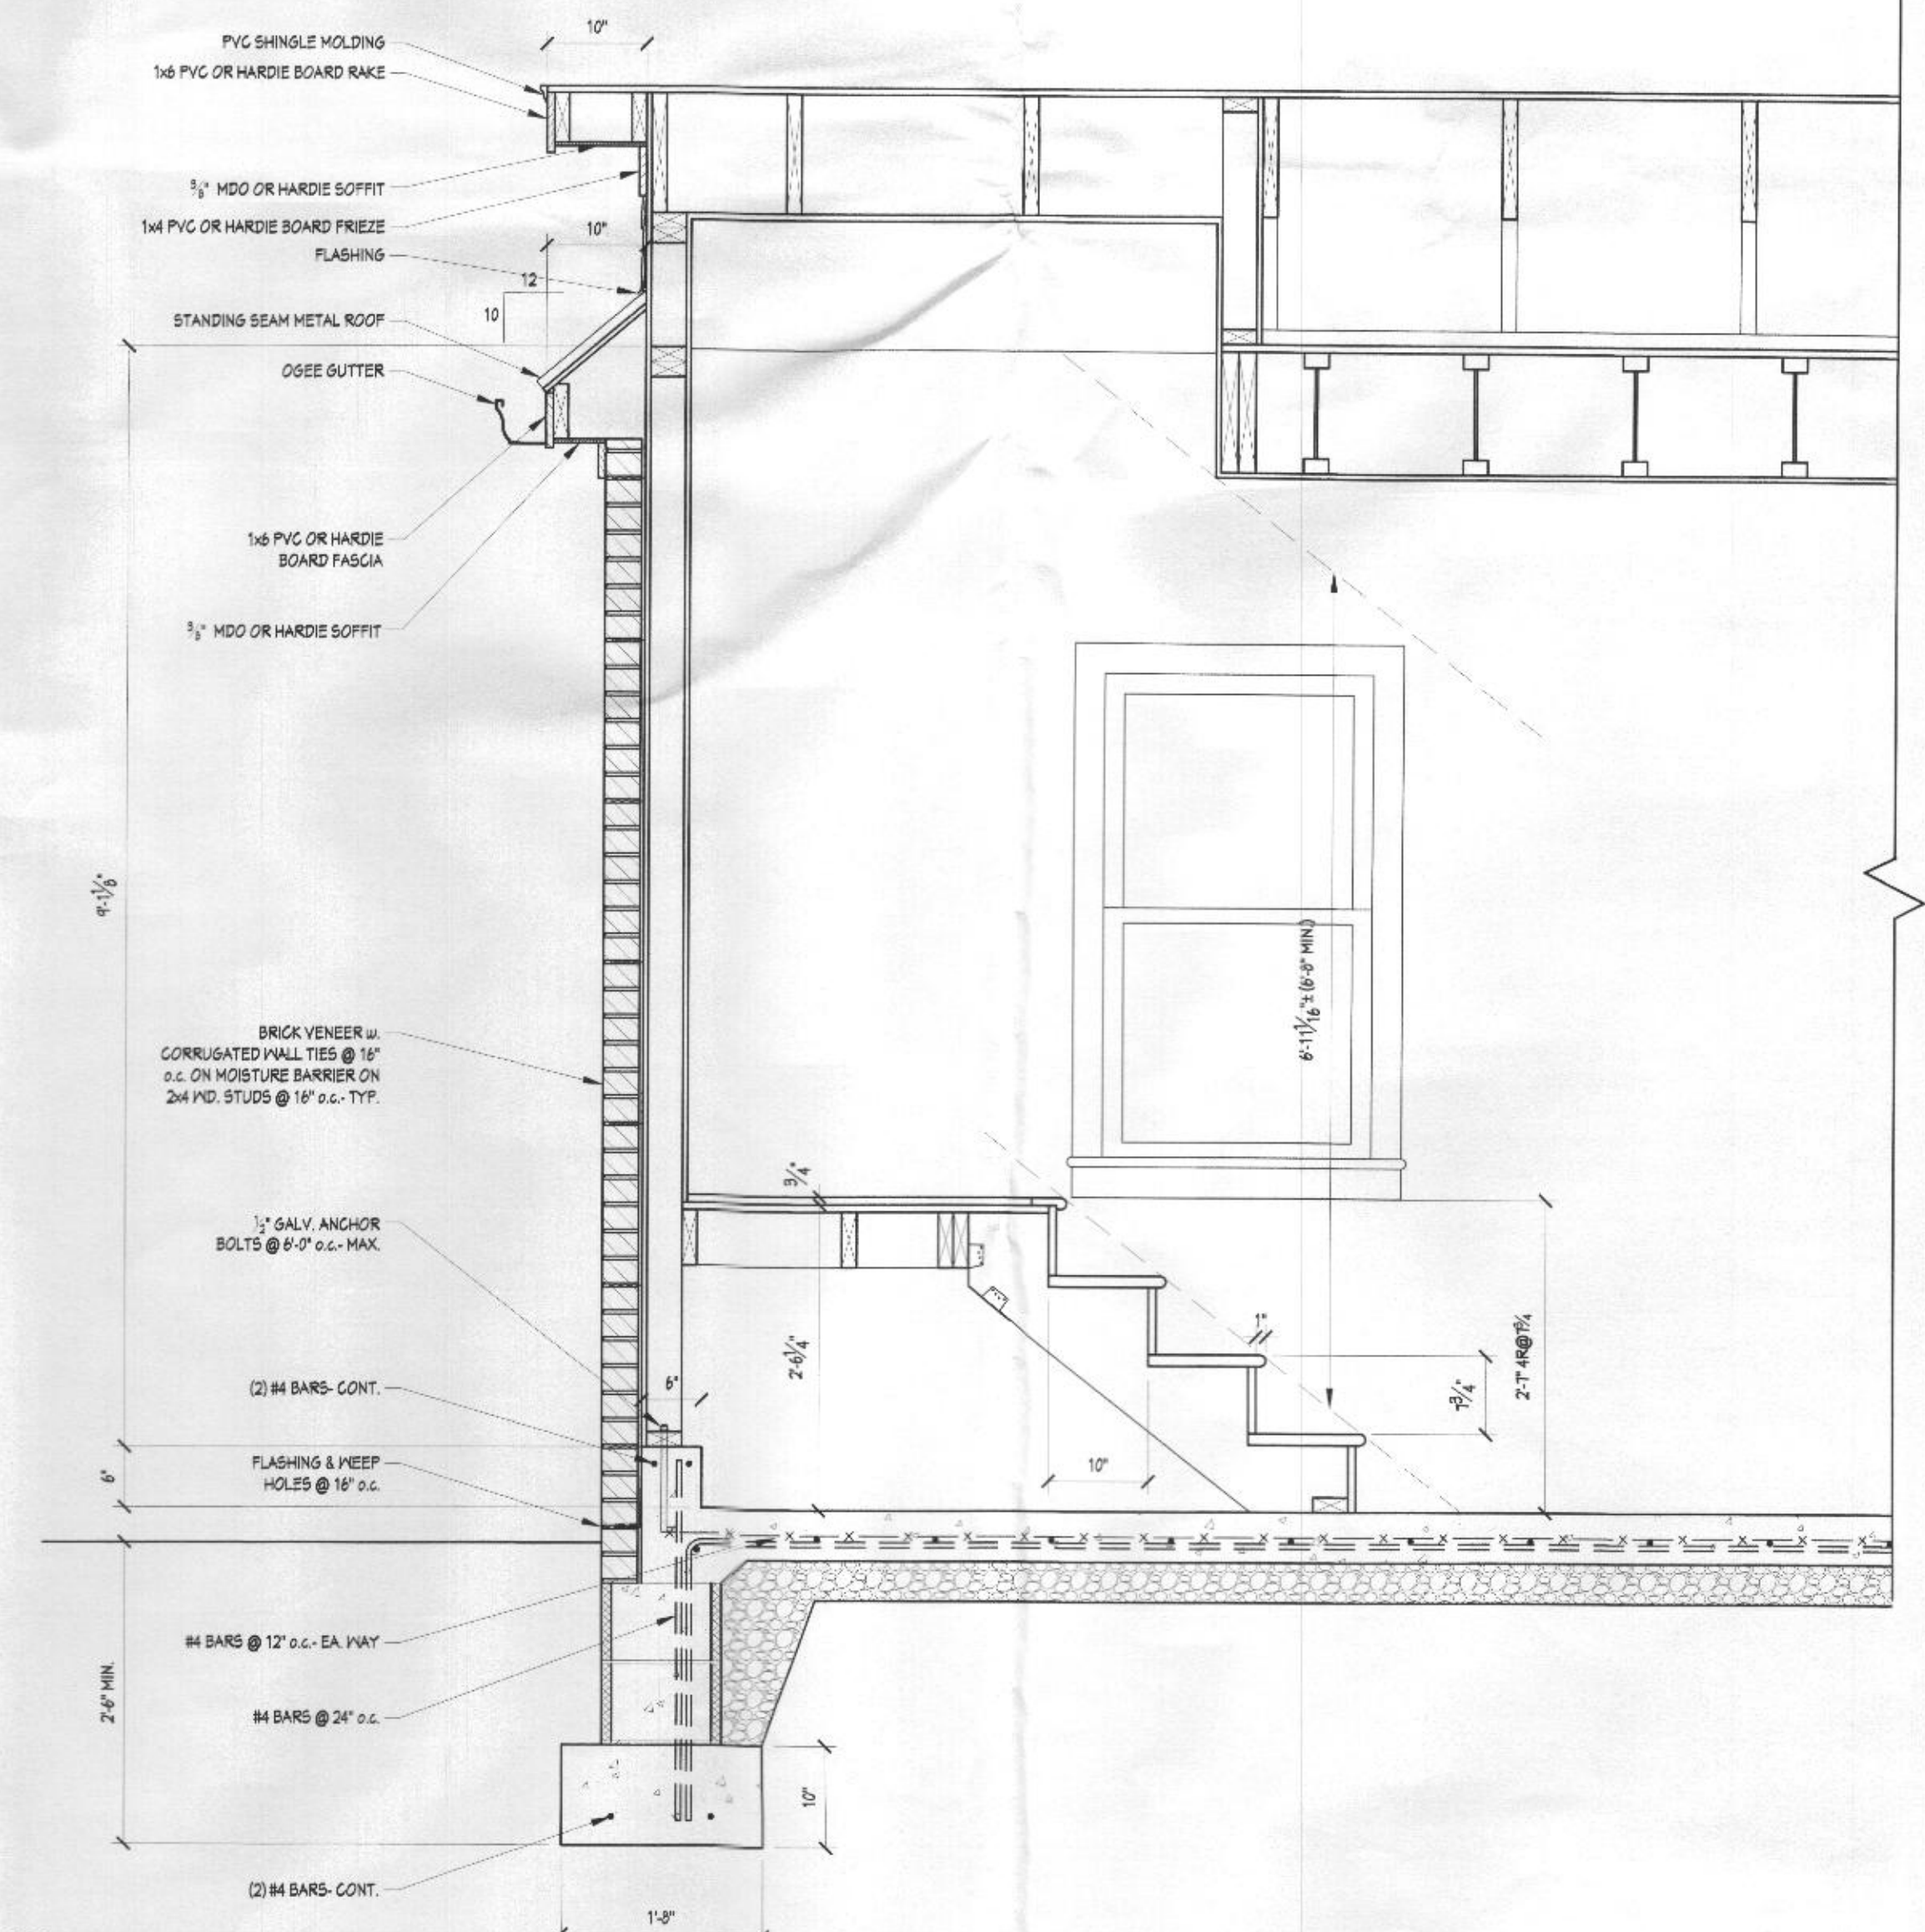 10"
PVC SHINGLE MOLDING
1x6 PVC OR HARDIE BOARD RAKE
3/8" MDO OR HARDIE SOFFIT
1x4 PVC OR HARDIE BOARD FRIEZE
10"
FLASHING
12
10
STANDING SEAM METAL ROOF
OGEE GUTTER
1x6 PVC OR HARDIE
BOARD FASCIA
3/8" MDO OR HARDIE SOFFIT
9'-1 1/8"
6'-11 1/16"± (6'-8" MIN.)
BRICK VENEER w.
CORRUGATED WALL TIES @ 16"
o.c. ON MOISTURE BARRIER ON
2x4 WD. STUDS @ 16" o.c.- TYP.
3/4"
1/2" GALV. ANCHOR
BOLTS @ 6'-0" o.c.- MAX.
1"
2'-6 1/4"
2'-7" 4R@7 3/4
7 3/4"
6"
(2) #4 BARS- CONT.
10"
6"
FLASHING & WEEP
HOLES @ 16" o.c.
#4 BARS @ 12" o.c.- EA. WAY
2'-6" MIN.
#4 BARS @ 24" o.c.
10"
(2) #4 BARS- CONT.
1'-8"